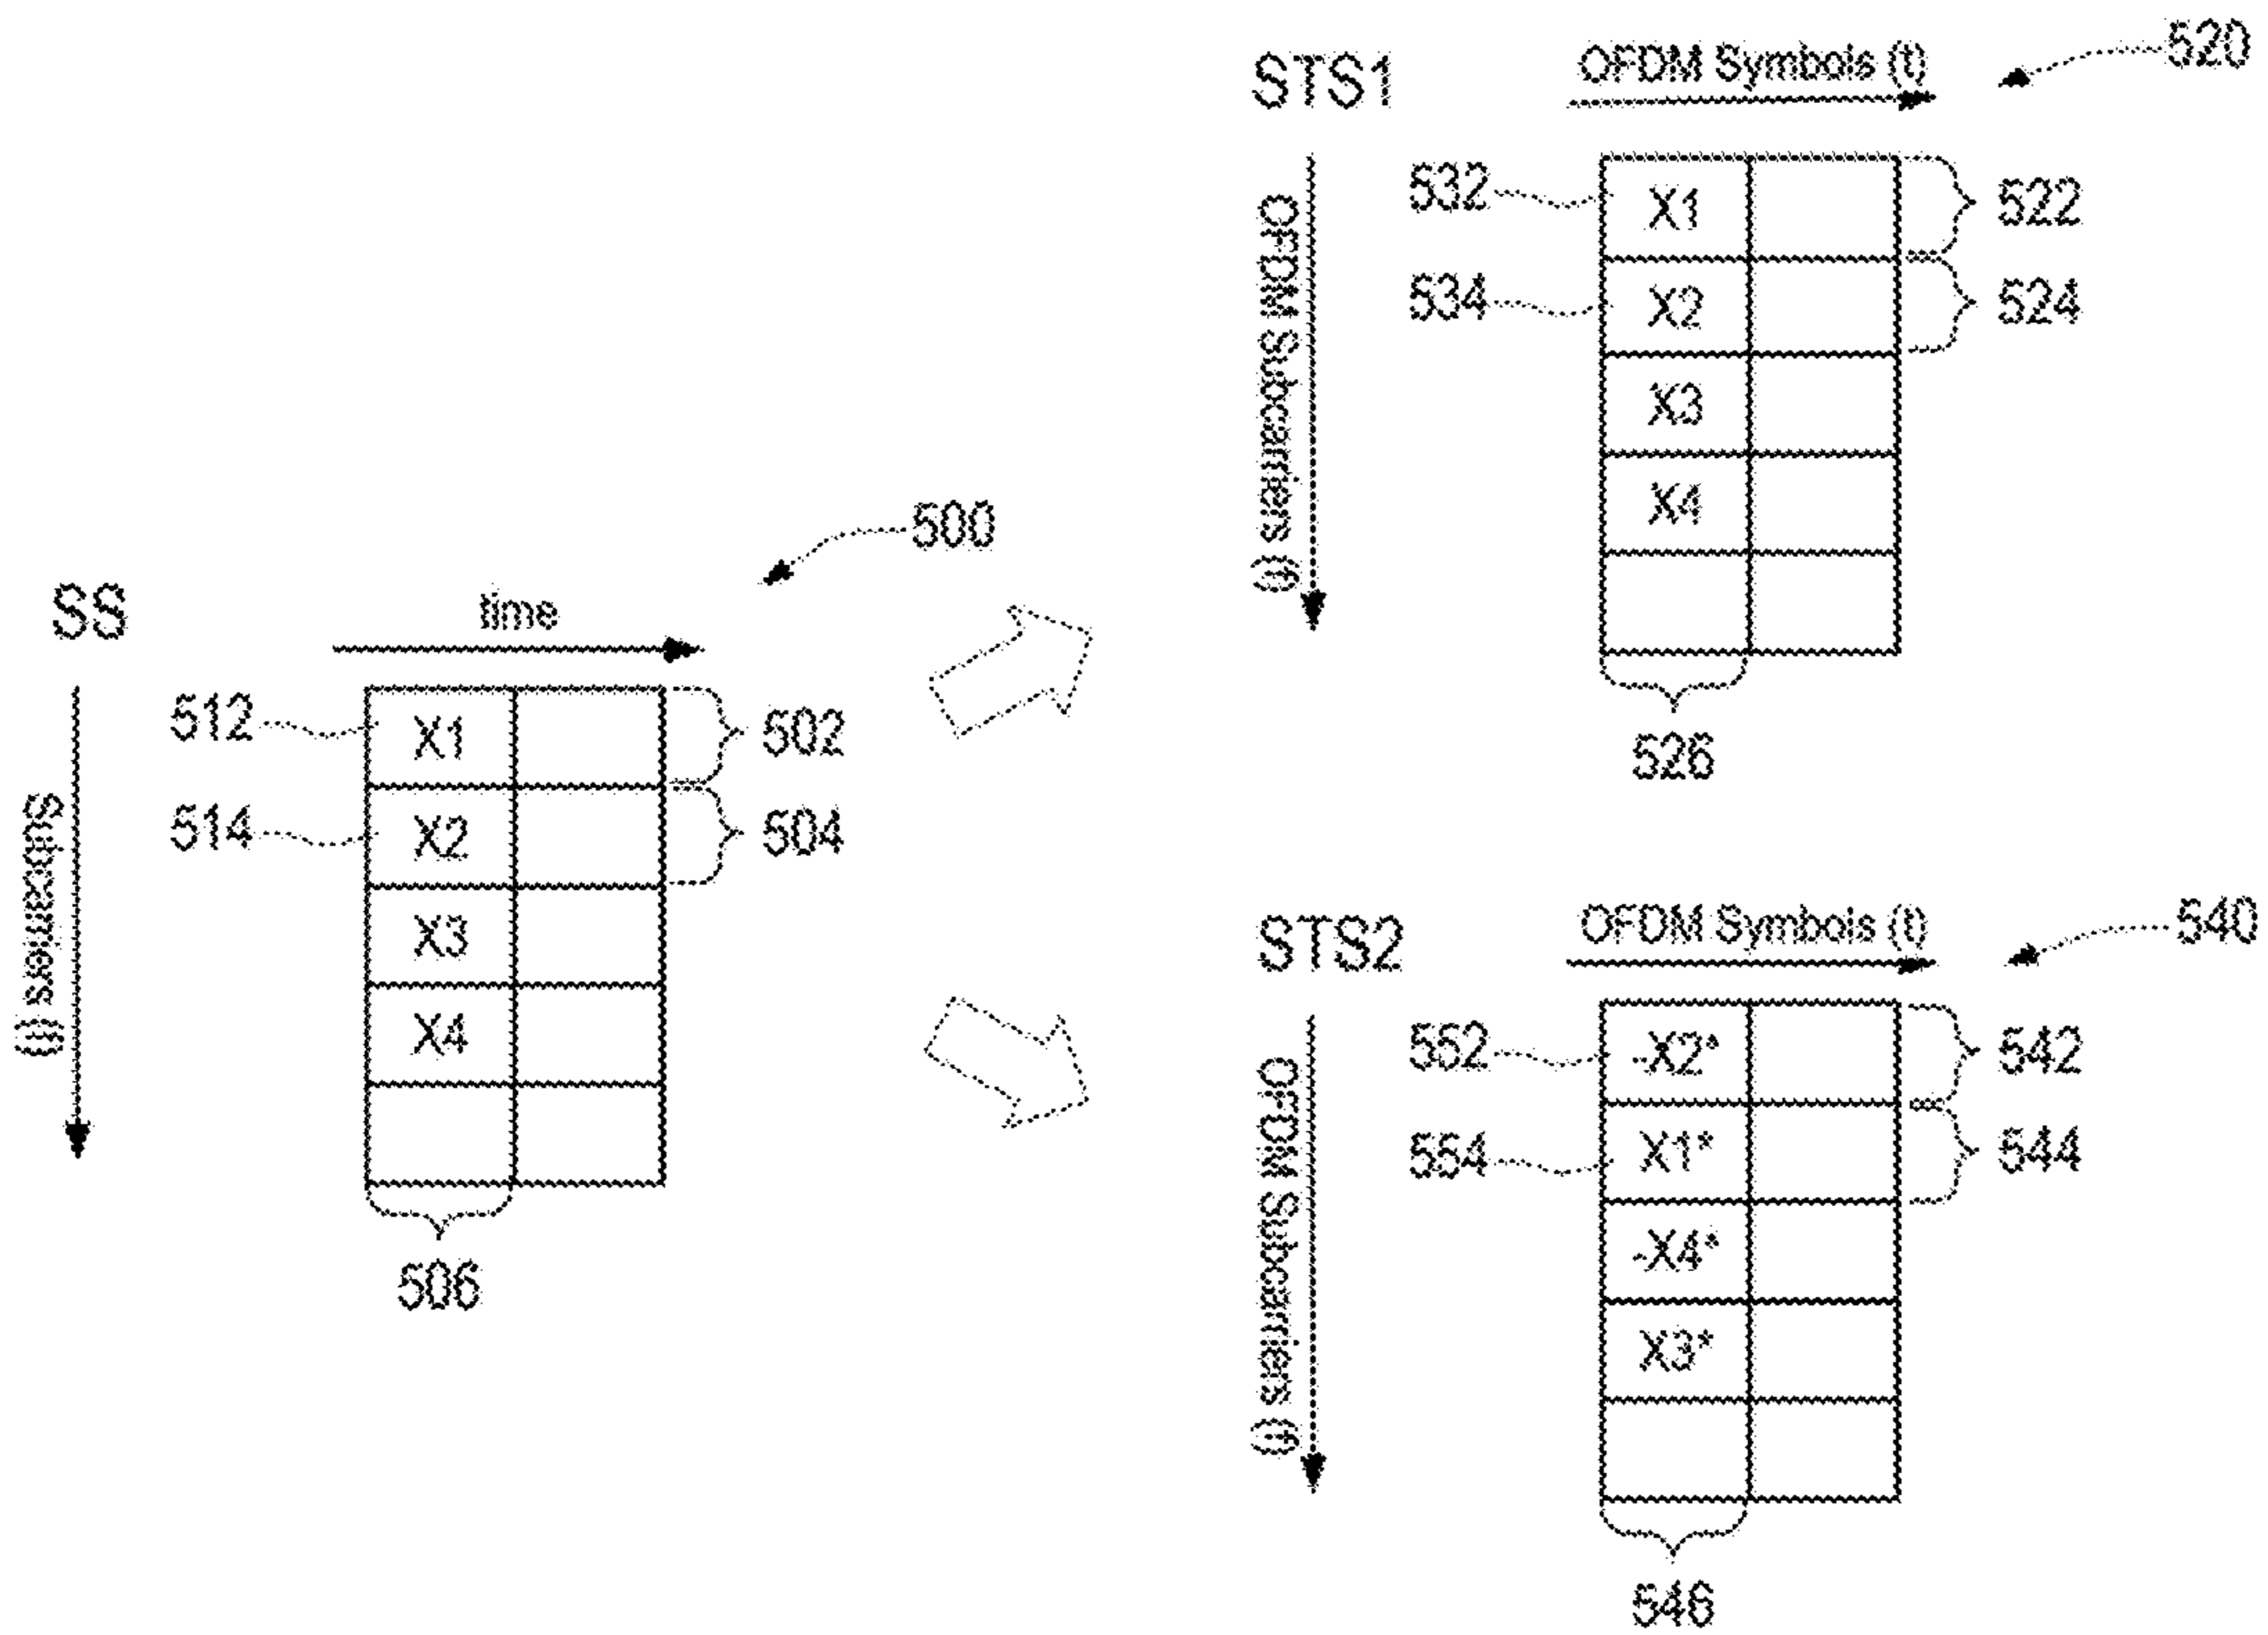 SS
time
500
Subcarriers (f)
512
X1
502
514
X2
504
X3
X4
506
STS1
OFDM Symbols (t)
520
OFDM Subcarriers (f)
532
X1
522
534
X2
524
X3
X4
526
STS2
OFDM Symbols (t)
540
OFDM Subcarriers (f)
552
-X2*
542
554
X1*
544
-X4*
X3*
546